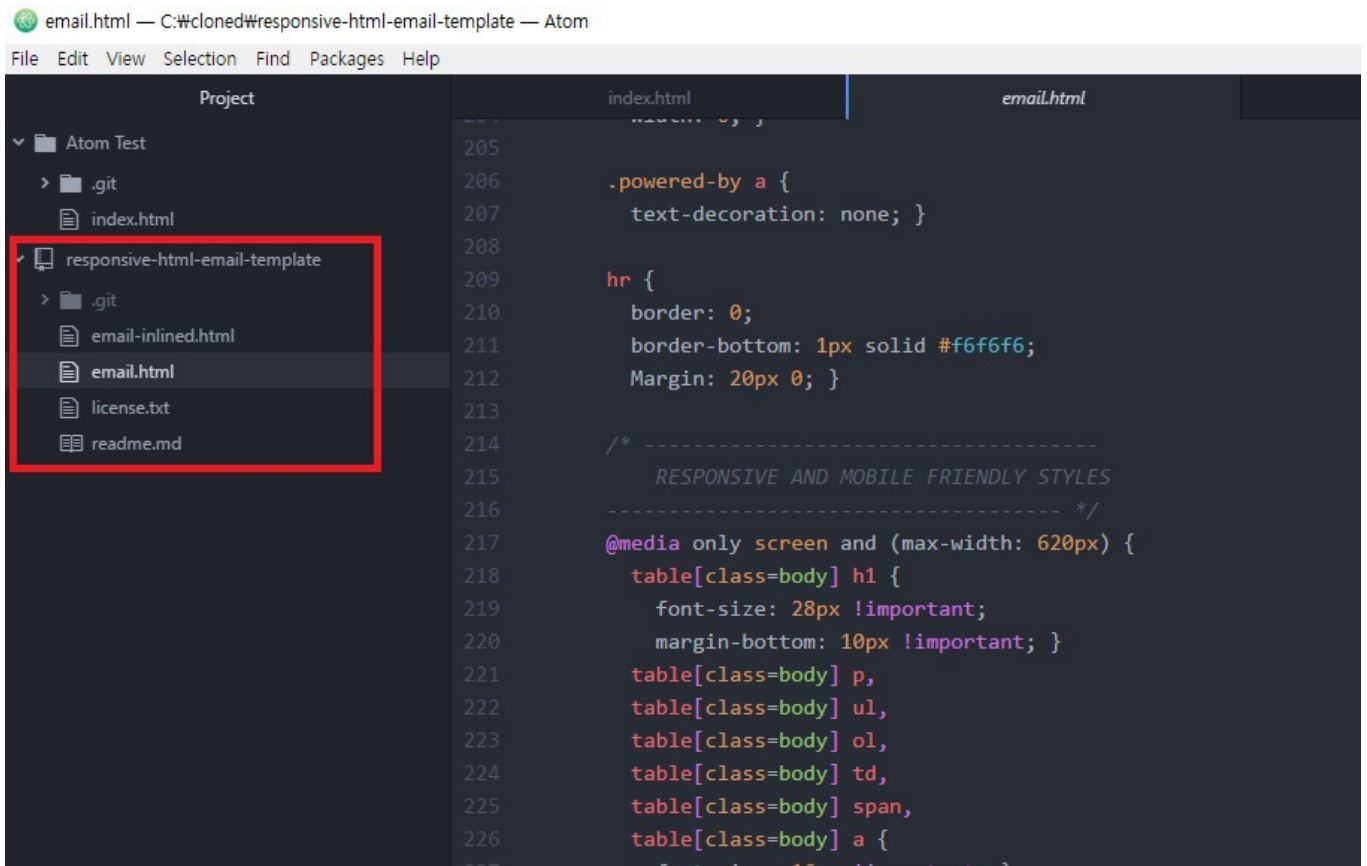 email.html — C:₩cloned₩responsive-html-email-template — Atom
File Edit View Selection Find Packages Help
Project
index.html
email.html
Atom Test
.git
index.html
responsive-html-email-template
.git
email-inlined.html
email.html
license.txt
readme.md
204 width: 0; }
205
206 .powered-by a {
207 text-decoration: none; }
208
209 hr {
210 border: 0;
211 border-bottom: 1px solid #f6f6f6;
212 Margin: 20px 0; }
213
214 /* -------------------------------------
215 RESPONSIVE AND MOBILE FRIENDLY STYLES
216 ------------------------------------- */
217 @media only screen and (max-width: 620px) {
218 table[class=body] h1 {
219 font-size: 28px !important;
220 margin-bottom: 10px !important; }
221 table[class=body] p,
222 table[class=body] ul,
223 table[class=body] ol,
224 table[class=body] td,
225 table[class=body] span,
226 table[class=body] a {